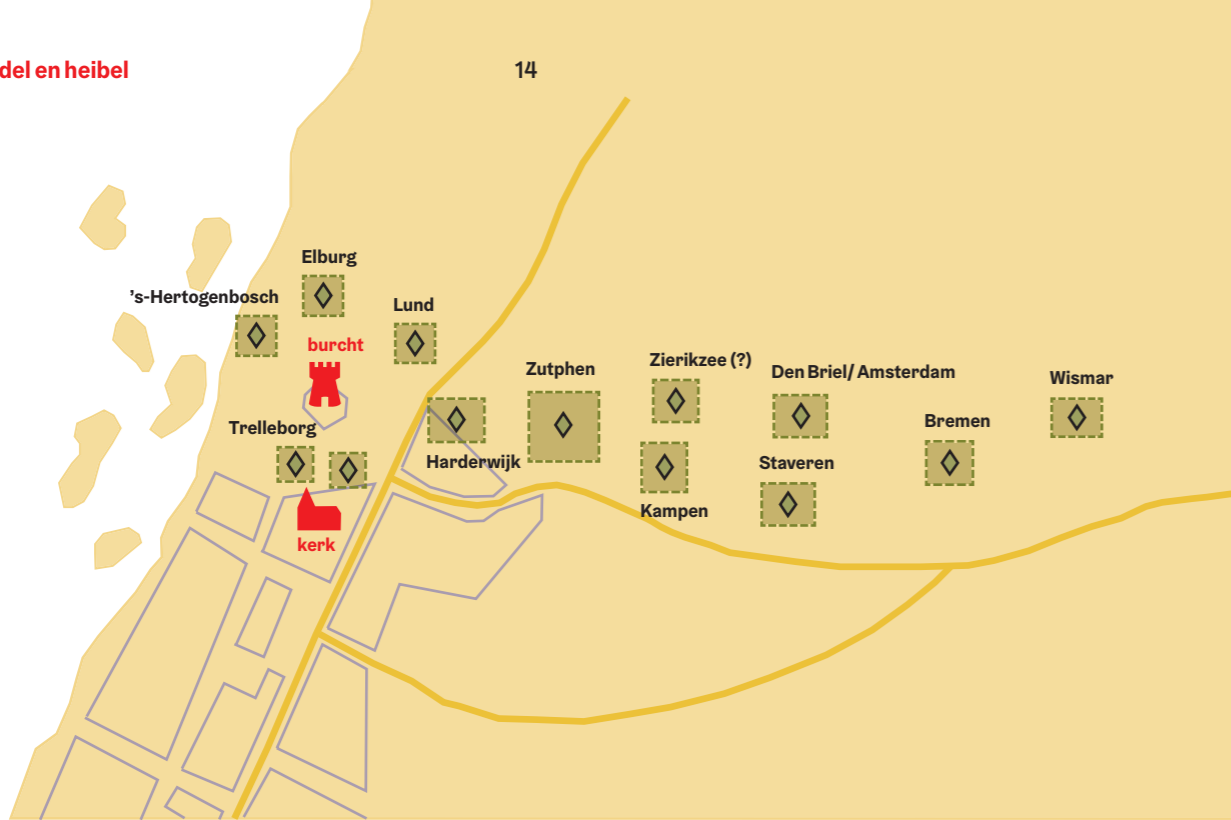 del en heibel
14
Elburg
’s-Hertogenbosch
Lund
burcht
Zutphen
Zierikzee (?)
Den Briel/ Amsterdam
Wismar
Trelleborg
Bremen
Harderwijk
Staveren
Kampen
kerk